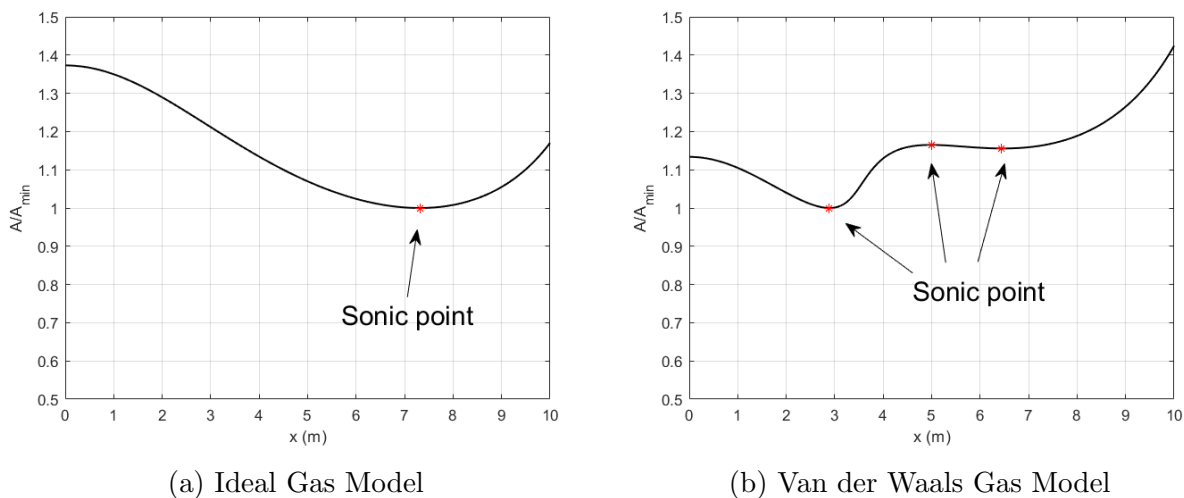 1.5
1.4
1.3
1.2
1.1
1
0.9
0.8
0.7
0.6
0.5
A/A_min
0 1 2 3 4 5 6 7 8 9 10
x (m)
Sonic point
(a) Ideal Gas Model
1.5
1.4
1.3
1.2
1.1
1
0.9
0.8
0.7
0.6
0.5
A/A_min
0 1 2 3 4 5 6 7 8 9 10
x (m)
Sonic point
(b) Van der Waals Gas Model